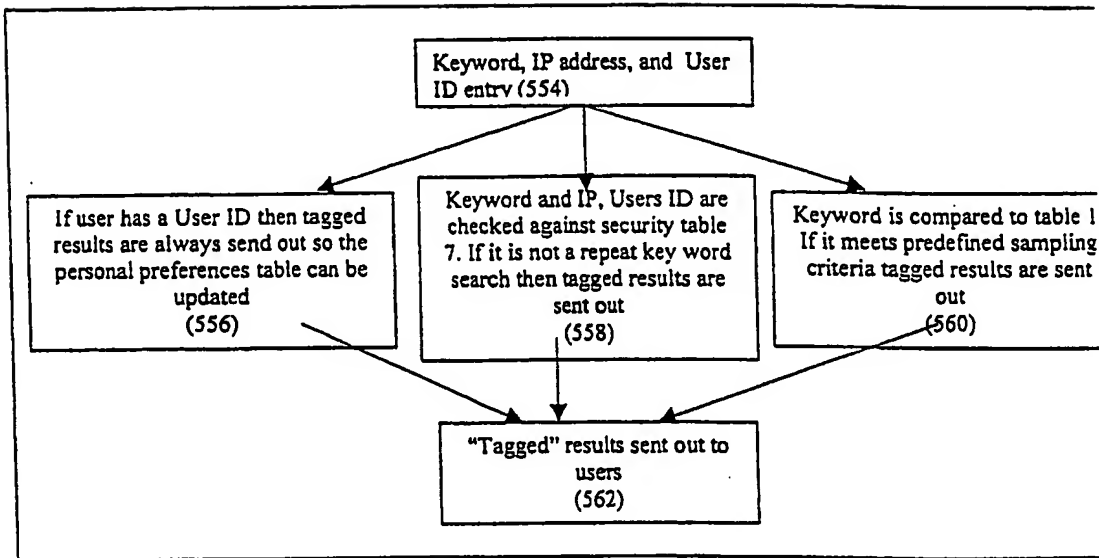 Keyword, IP address, and User
ID entry (554)
If user has a User ID then tagged
results are always send out so the
personal preferences table can be
updated
(556)
Keyword and IP, Users ID are
checked against security table
7. If it is not a repeat key word
search then tagged results are
sent out
(558)
Keyword is compared to table 1
If it meets predefined sampling
criteria tagged results are sent
out
(560)
"Tagged" results sent out to
users
(562)